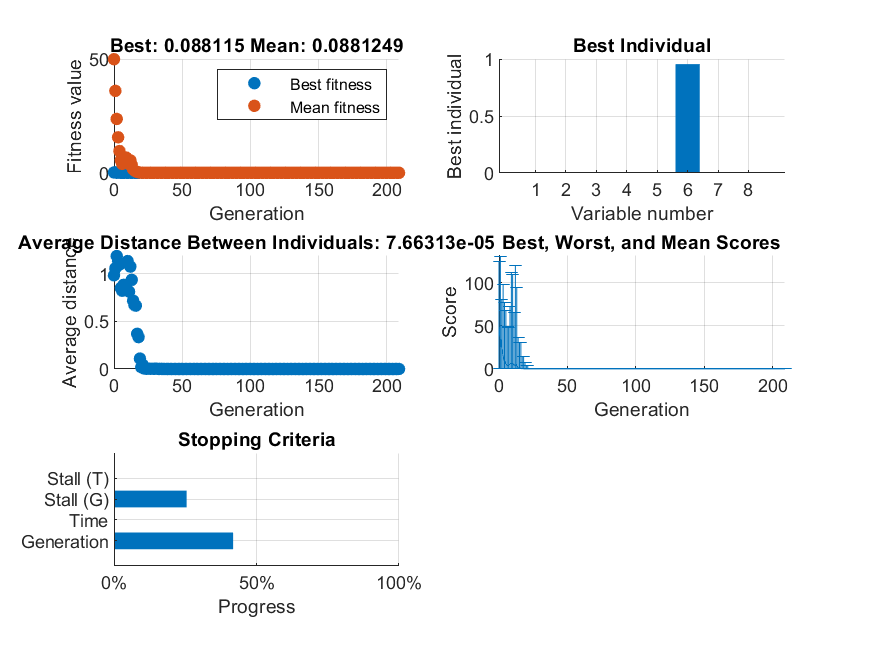 Best: 0.088115 Mean: 0.0881249
Fitness value
50
0
Best fitness
Mean fitness
0 50 100 150 200
Generation
Best Individual
Best individual
1
0.5
0
1 2 3 4 5 6 7 8
Variable number
Average Distance Between Individuals: 7.66313e-05
Average distance
1
0.5
0
0 50 100 150 200
Generation
Best, Worst, and Mean Scores
Score
100
50
0
0 50 100 150 200
Generation
Stopping Criteria
Stall (T)
Stall (G)
Time
Generation
0% 50% 100%
Progress